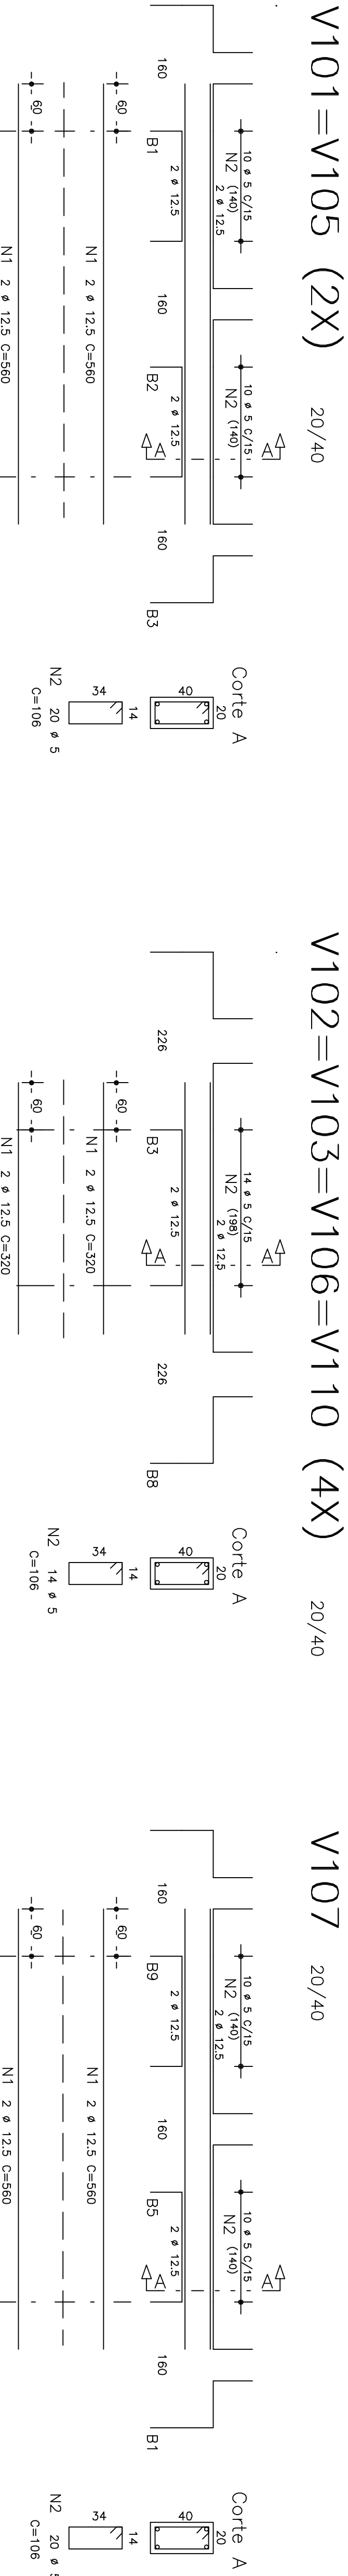 V101=V105 (2X) 20/40
10 ø 5 C/15
N2 (140)
2 ø 12.5
10 ø 5 C/15
N2 (140)
A
160
B1
2 ø 12.5
160
B2
2 ø 12.5
A
160
B3
60
N1 2 ø 12.5 C=560
60
N1 2 ø 12.5 C=560
Corte A
20
40
14
34
N2 20 ø 5
C=106
V102=V103=V106=V110 (4X) 20/40
14 ø 5 C/15
N2 (198)
2 ø 12.5
A
226
B3
2 ø 12.5
A
226
B8
60
N1 2 ø 12.5 C=320
60
N1 2 ø 12.5 C=320
Corte A
20
40
14
34
N2 14 ø 5
C=106
V107 20/40
10 ø 5 C/15
N2 (140)
2 ø 12.5
10 ø 5 C/15
N2 (140)
A
160
B9
2 ø 12.5
160
B5
2 ø 12.5
A
160
B1
60
N1 2 ø 12.5 C=560
60
N1 2 ø 12.5 C=560
Corte A
20
40
14
34
N2 20 ø 5
C=106